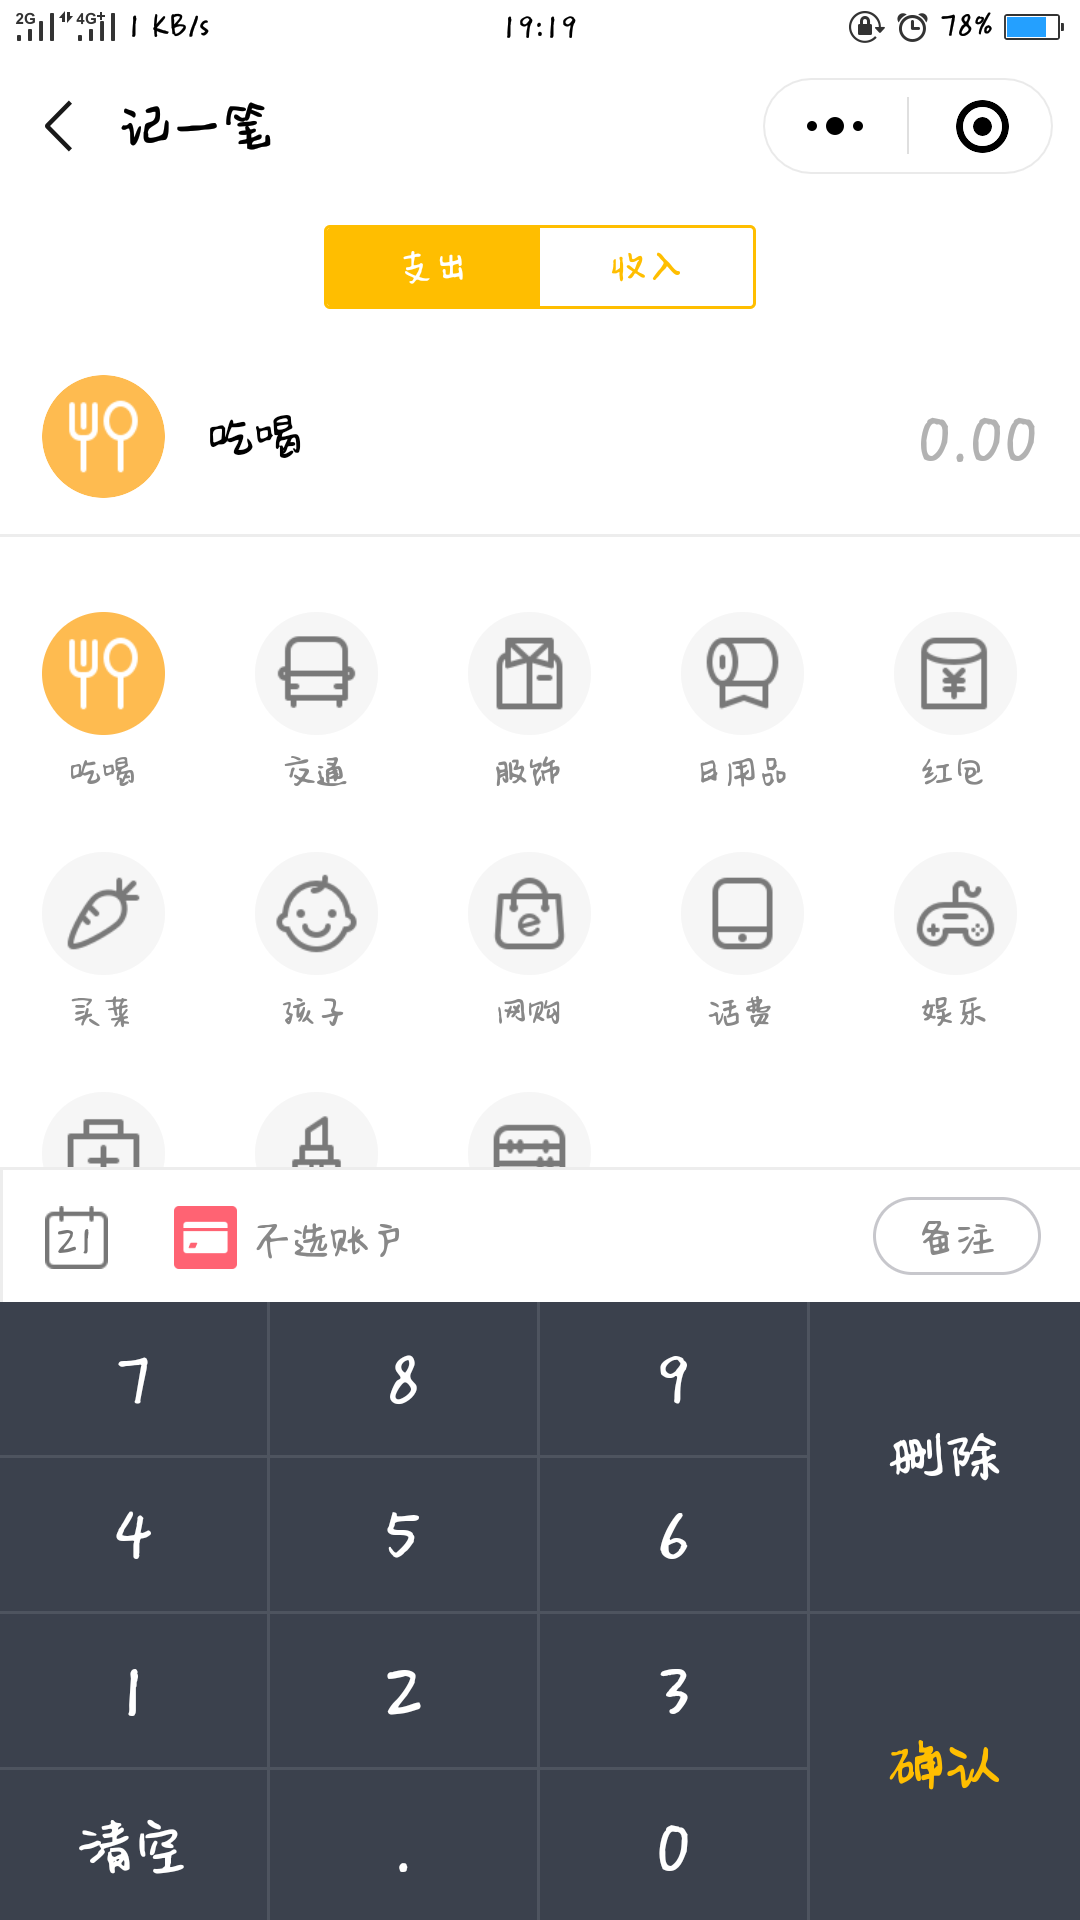 2G 4G+ 1 KB/s 19:19 78%
记一笔
支出 收入
吃喝 0.00
¥
吃喝 交通 服饰 日用品 红包
e
买菜 孩子 网购 话费 娱乐
21 不选账户 备注
7 8 9
删除
4 5 6
1 2 3
确认
清空 . 0